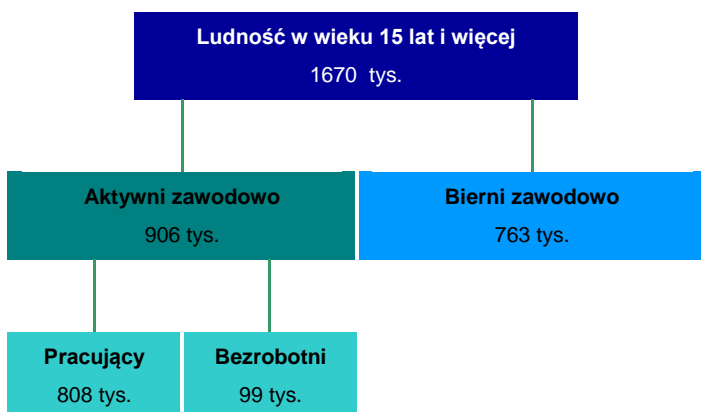 Ludność w wieku 15 lat i więcej
1670 tys.
Aktywni zawodowo
906 tys.
Bierni zawodowo
763 tys.
Pracujący
808 tys.
Bezrobotni
99 tys.